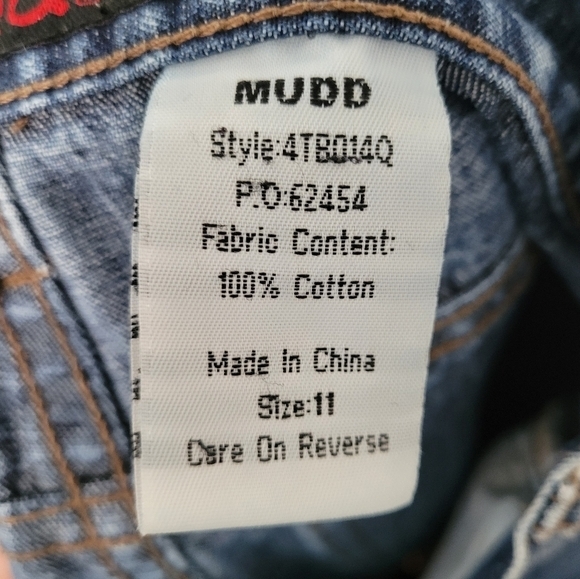 MUDD
Style:4TB014Q
P.O:62454
Fabric Content:
100% Cotton
Made In China
Size:11
Care On Reverse